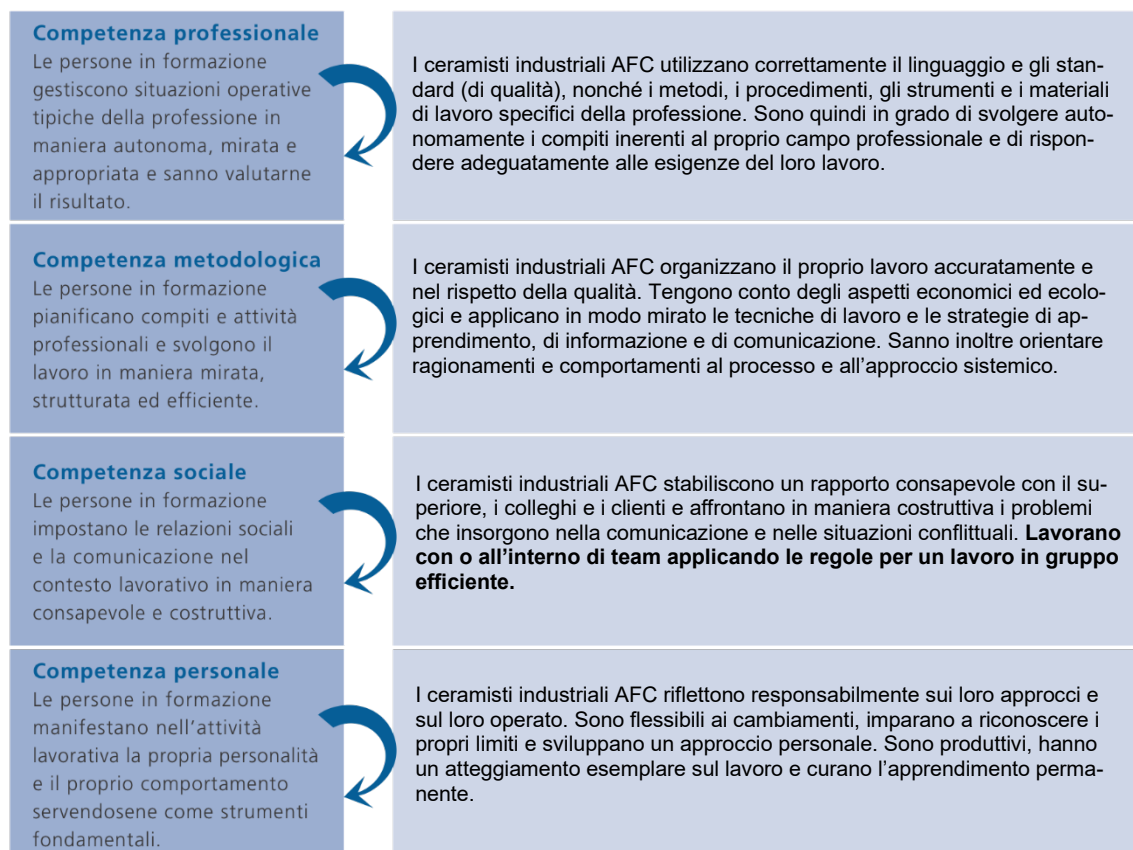 Competenza professionale
Le persone in formazione
gestiscono situazioni operative
tipiche della professione in
maniera autonoma, mirata e
appropriata e sanno valutarne
il risultato.
I ceramisti industriali AFC utilizzano correttamente il linguaggio e gli stan-
dard (di qualità), nonché i metodi, i procedimenti, gli strumenti e i materiali
di lavoro specifici della professione. Sono quindi in grado di svolgere auto-
nomamente i compiti inerenti al proprio campo professionale e di rispon-
dere adeguatamente alle esigenze del loro lavoro.
Competenza metodologica
Le persone in formazione
pianificano compiti e attività
professionali e svolgono il
lavoro in maniera mirata,
strutturata ed efficiente.
I ceramisti industriali AFC organizzano il proprio lavoro accuratamente e
nel rispetto della qualità. Tengono conto degli aspetti economici ed ecolo-
gici e applicano in modo mirato le tecniche di lavoro e le strategie di ap-
prendimento, di informazione e di comunicazione. Sanno inoltre orientare
ragionamenti e comportamenti al processo e all'approccio sistemico.
Competenza sociale
Le persone in formazione
impostano le relazioni sociali
e la comunicazione nel
contesto lavorativo in maniera
consapevole e costruttiva.
I ceramisti industriali AFC stabiliscono un rapporto consapevole con il su-
periore, i colleghi e i clienti e affrontano in maniera costruttiva i problemi
che insorgono nella comunicazione e nelle situazioni conflittuali. Lavorano
con o all'interno di team applicando le regole per un lavoro in gruppo
efficiente.
Competenza personale
Le persone in formazione
manifestano nell'attività
lavorativa la propria personalità
e il proprio comportamento
servendosene come strumenti
fondamentali.
I ceramisti industriali AFC riflettono responsabilmente sui loro approcci e
sul loro operato. Sono flessibili ai cambiamenti, imparano a riconoscere i
propri limiti e sviluppano un approccio personale. Sono produttivi, hanno
un atteggiamento esemplare sul lavoro e curano l'apprendimento perma-
nente.